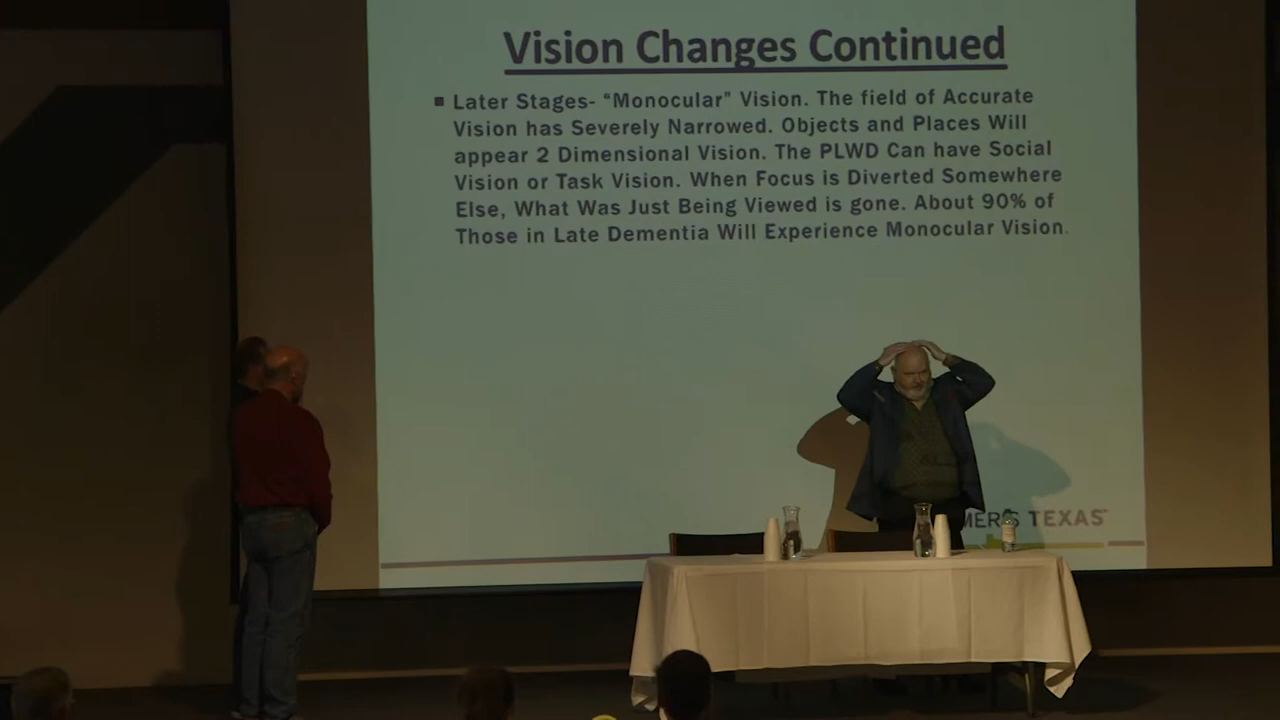 Vision Changes Continued
▪ Later Stages- “Monocular” Vision. The field of Accurate
Vision has Severely Narrowed. Objects and Places Will
appear 2 Dimensional Vision. The PLWD Can have Social
Vision or Task Vision. When Focus is Diverted Somewhere
Else, What Was Just Being Viewed is gone. About 90% of
Those in Late Dementia Will Experience Monocular Vision.
MER'S TEXAS